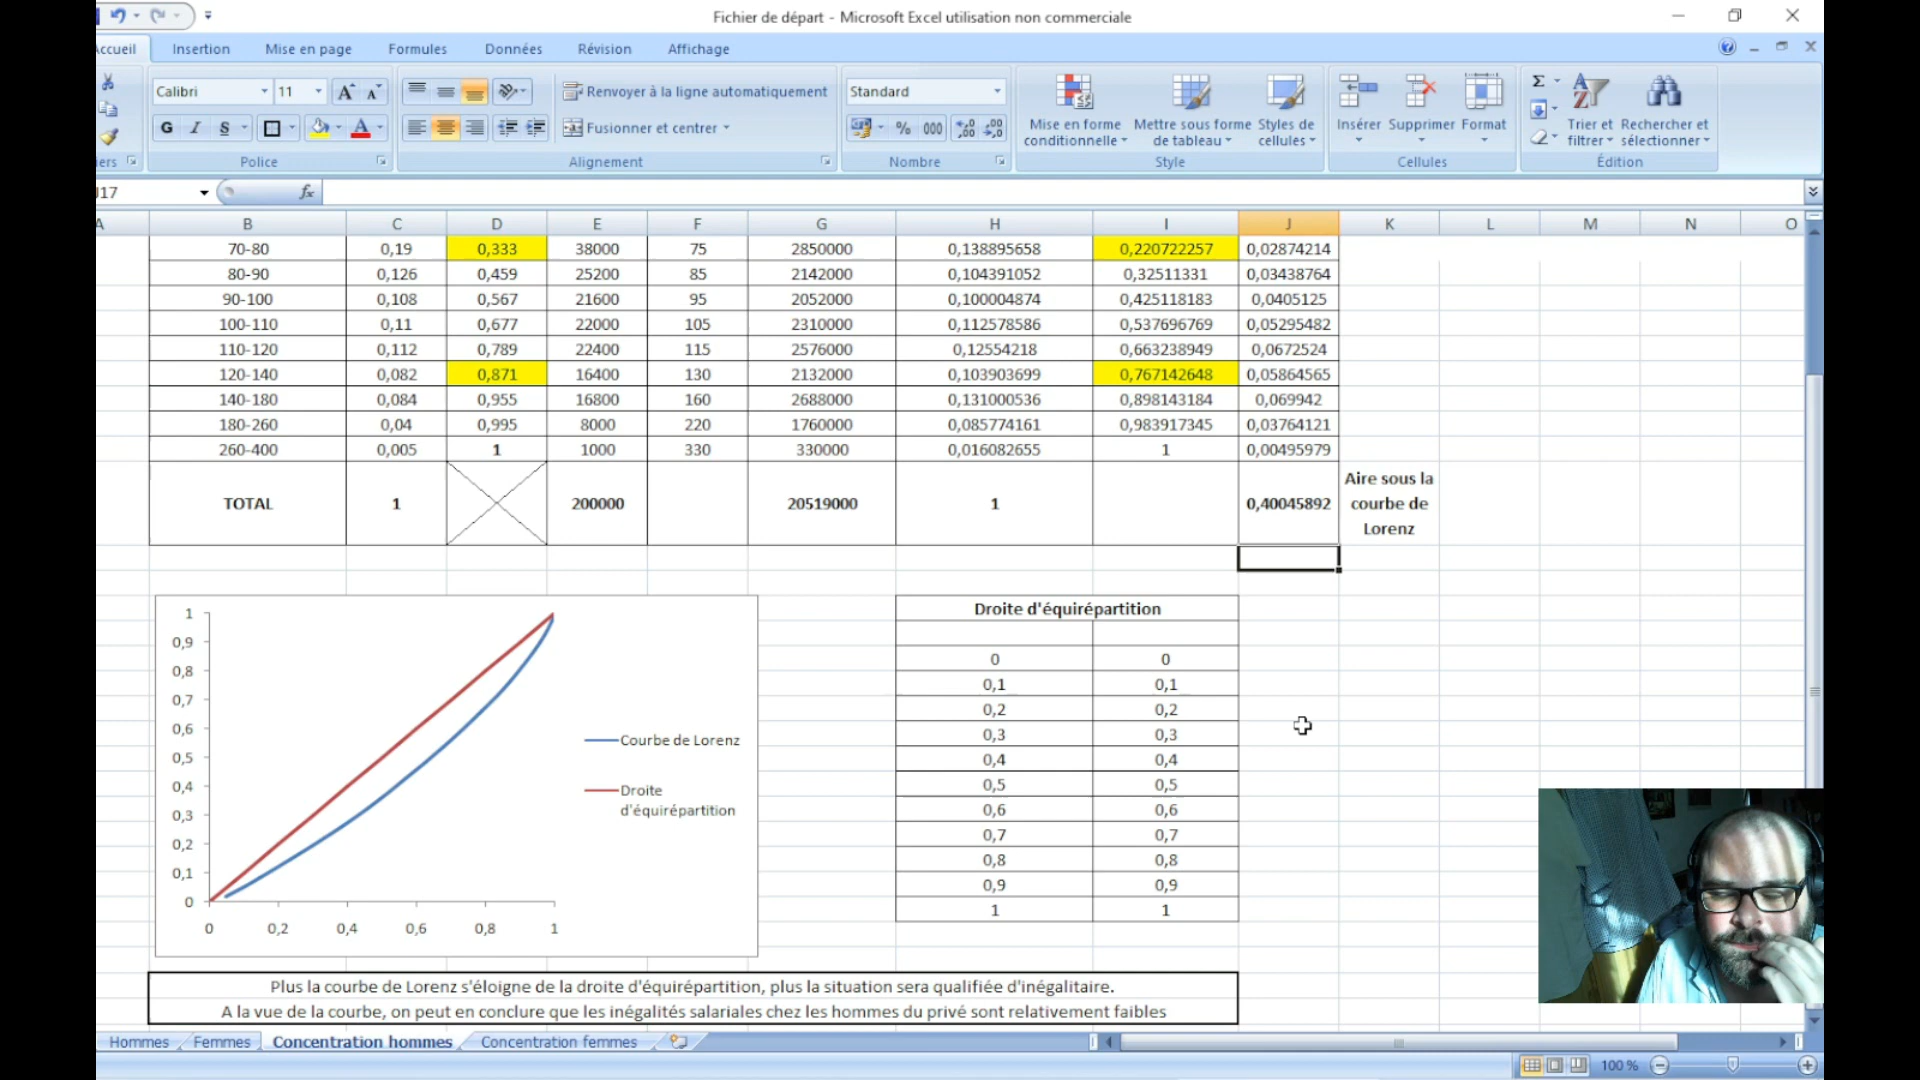 Fichier de départ - Microsoft Excel utilisation non commerciale
ccueil Insertion Mise en page Formules Données Révision Affichage
Calibri 11 Renvoyer à la ligne automatiquement Standard
G I S Fusionner et centrer % 000
Mise en forme conditionnelle Mettre sous forme de tableau Styles de cellules Insérer Supprimer Format Trier et filtrer Rechercher et sélectionner
iers Police Alignement Nombre Style Cellules Édition
J17 fx
A B C D E F G H I J K L M N O
70-80 0,19 0,333 38000 75 2850000 0,138895658 0,220722257 0,02874214
80-90 0,126 0,459 25200 85 2142000 0,104391052 0,32511331 0,03438764
90-100 0,108 0,567 21600 95 2052000 0,100004874 0,425118183 0,0405125
100-110 0,11 0,677 22000 105 2310000 0,112578586 0,537696769 0,05295482
110-120 0,112 0,789 22400 115 2576000 0,12554218 0,663238949 0,0672524
120-140 0,082 0,871 16400 130 2132000 0,103903699 0,767142648 0,05864565
140-180 0,084 0,955 16800 160 2688000 0,131000536 0,898143184 0,069942
180-260 0,04 0,995 8000 220 1760000 0,085774161 0,983917345 0,03764121
260-400 0,005 1 1000 330 330000 0,016082655 1 0,00495979
TOTAL 1 200000 20519000 1 0,40045892
Aire sous la
courbe de
Lorenz
1
0,9
0,8
0,7
0,6
0,5
0,4
0,3
0,2
0,1
0
0 0,2 0,4 0,6 0,8 1
Courbe de Lorenz
Droite
d'équirépartition
Droite d'équirépartition
0 0
0,1 0,1
0,2 0,2
0,3 0,3
0,4 0,4
0,5 0,5
0,6 0,6
0,7 0,7
0,8 0,8
0,9 0,9
1 1
Plus la courbe de Lorenz s'éloigne de la droite d'équirépartition, plus la situation sera qualifiée d'inégalitaire.
A la vue de la courbe, on peut en conclure que les inégalités salariales chez les hommes du privé sont relativement faibles
Hommes Femmes Concentration hommes Concentration femmes
100 %